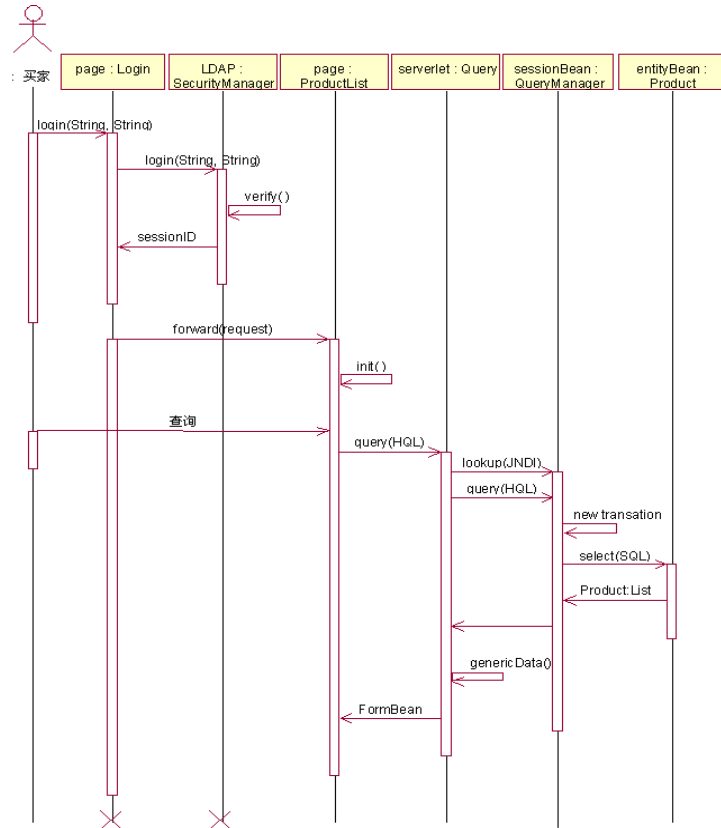 : 买家
page : Login
LDAP :
SecurityManager
page :
ProductList
serverlet : Query
sessionBean :
QueryManager
entityBean :
Product
login(String, String)
login(String, String)
verify()
sessionID
forward(request)
init()
查询
query(HQL)
lookup(JNDI)
query(HQL)
new transation
select(SQL)
Product:List
genericData()
FormBean